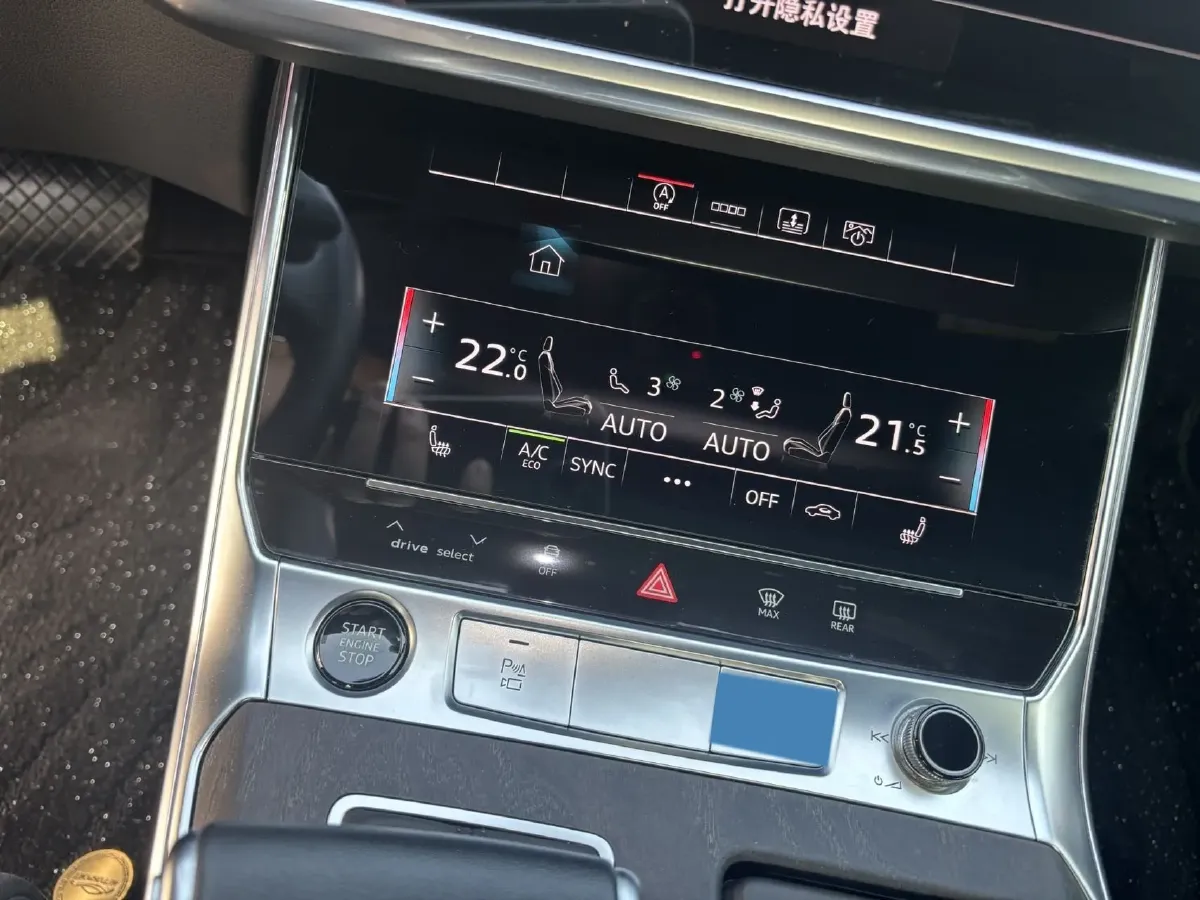 打开隐私设置
A
OFF
+
22.0°C
−
3
AUTO
2
AUTO
21.5°C
+
−
A/C
ECO
SYNC
•••
OFF
drive select
OFF
MAX
REAR
START
ENGINE
STOP
P